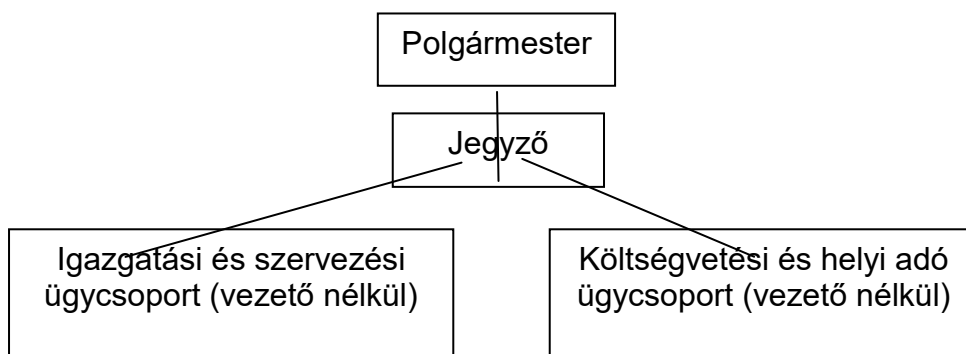 Polgármester
Jegyző
Igazgatási és szervezési
ügycsoport (vezető nélkül)
Költségvetési és helyi adó
ügycsoport (vezető nélkül)